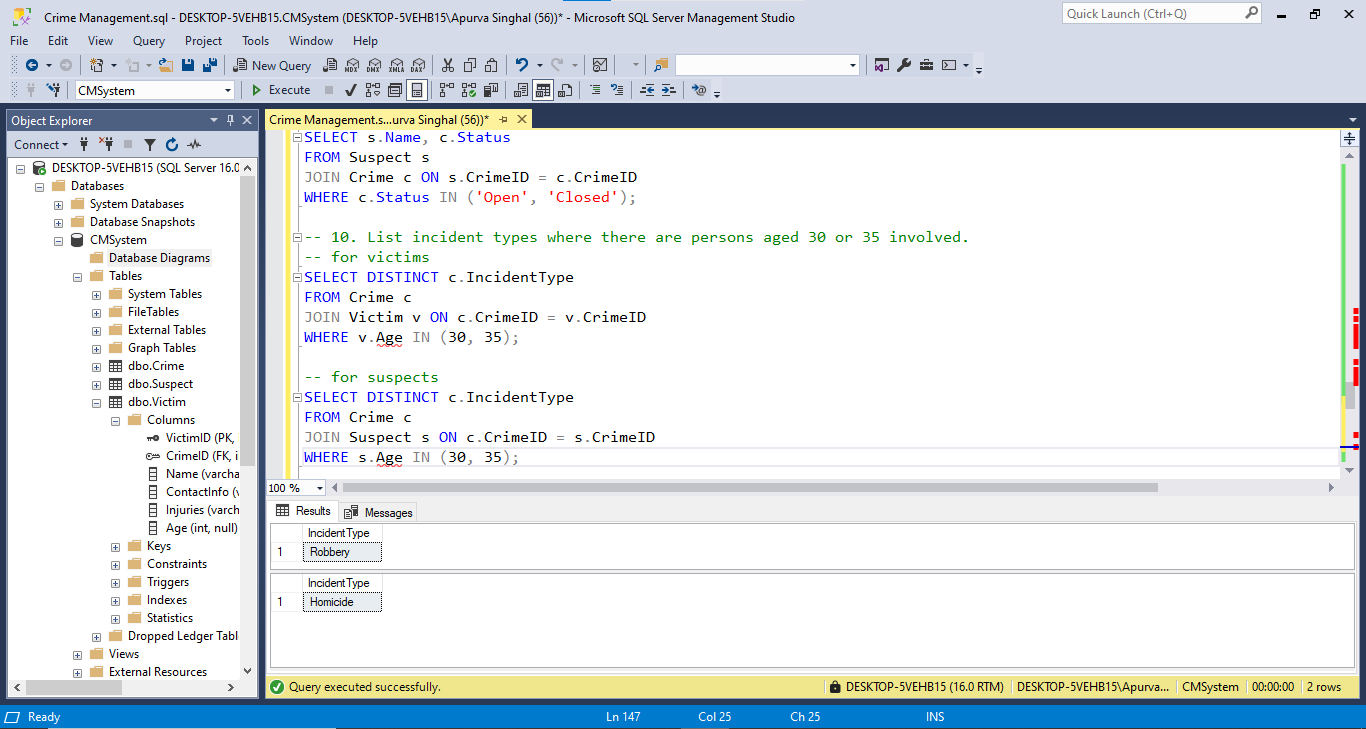 Crime Management.sql - DESKTOP-5VEHB15.CMSystem (DESKTOP-5VEHB15\Apurva Singhal (56))* - Microsoft SQL Server Management Studio
Quick Launch (Ctrl+Q)
File Edit View Query Project Tools Window Help
New Query MDX DMX XMLA DAX
CMSystem Execute
Object Explorer
Connect
DESKTOP-5VEHB15 (SQL Server 16.0
Databases
System Databases
Database Snapshots
CMSystem
Database Diagrams
Tables
System Tables
FileTables
External Tables
Graph Tables
dbo.Crime
dbo.Suspect
dbo.Victim
Columns
VictimID (PK,
CrimeID (FK, i
Name (varcha
ContactInfo (v
Injuries (varch
Age (int, null)
Keys
Constraints
Triggers
Indexes
Statistics
Dropped Ledger Tabl
Views
External Resources
Crime Management.s...urva Singhal (56))*
SELECT s.Name, c.Status
FROM Suspect s
JOIN Crime c ON s.CrimeID = c.CrimeID
WHERE c.Status IN ('Open', 'Closed');
-- 10. List incident types where there are persons aged 30 or 35 involved.
-- for victims
SELECT DISTINCT c.IncidentType
FROM Crime c
JOIN Victim v ON c.CrimeID = v.CrimeID
WHERE v.Age IN (30, 35);
-- for suspects
SELECT DISTINCT c.IncidentType
FROM Crime c
JOIN Suspect s ON c.CrimeID = s.CrimeID
WHERE s.Age IN (30, 35);
100 %
Results Messages
IncidentType
1 Robbery
IncidentType
1 Homicide
Query executed successfully.
DESKTOP-5VEHB15 (16.0 RTM) DESKTOP-5VEHB15\Apurva... CMSystem 00:00:00 2 rows
Ready Ln 147 Col 25 Ch 25 INS